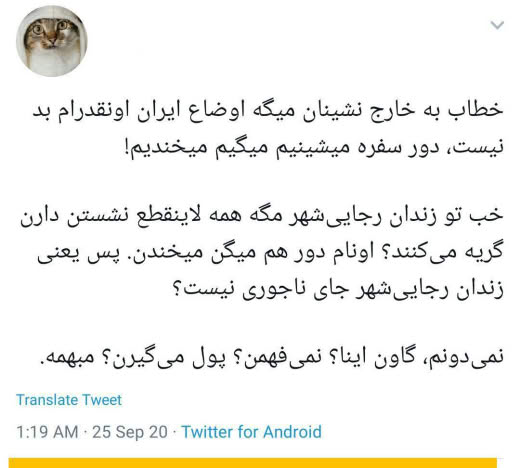 خطاب به خارج نشینان میگه اوضاع ایران اونقدرام بد
نیست، دور سفره میشینیم میگیم میخندیم!
خب تو زندان رجایی‌شهر مگه همه لاینقطع نشستن دارن
گریه می‌کنند؟ اونام دور هم میگن میخندن. پس یعنی
زندان رجایی‌شهر جای ناجوری نیست؟
نمی‌دونم، گاون اینا؟ نمی‌فهمن؟ پول می‌گیرن؟ مبهمه.
Translate Tweet
1:19 AM · 25 Sep 20 · Twitter for Android